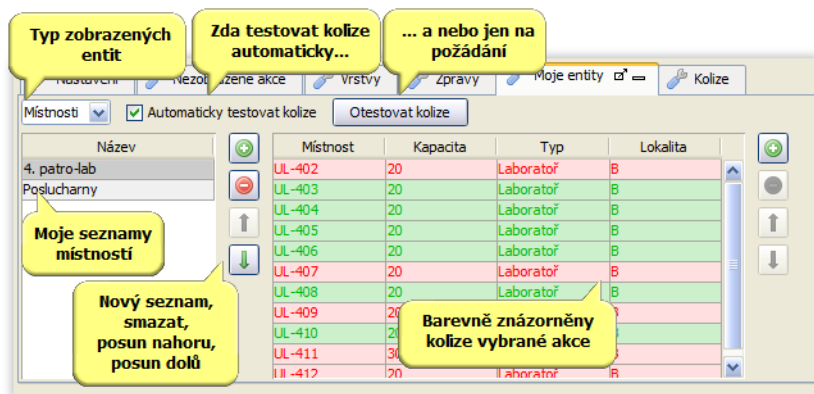 Typ zobrazených
entit
Zda testovat kolize
automaticky...
... a nebo jen na
požádání
Nastavení
Nezobrazené akce
Vrstvy
Zprávy
Moje entity
Kolize
Místnosti
Automaticky testovat kolize
Otestovat kolize
Název
4. patro-lab
Poslucharny
Moje seznamy
místností
Nový seznam,
smazat,
posun nahoru,
posun dolů
Místnost Kapacita Typ Lokalita
UL-402 20 Laboratoř B
UL-403 20 Laboratoř B
UL-404 20 Laboratoř B
UL-405 20 Laboratoř B
UL-406 20 Laboratoř B
UL-407 20 Laboratoř B
UL-408 20 Laboratoř B
UL-409
UL-410
UL-411
UL-412 20 Laboratoř B
Barevně znázorněny
kolize vybrané akce